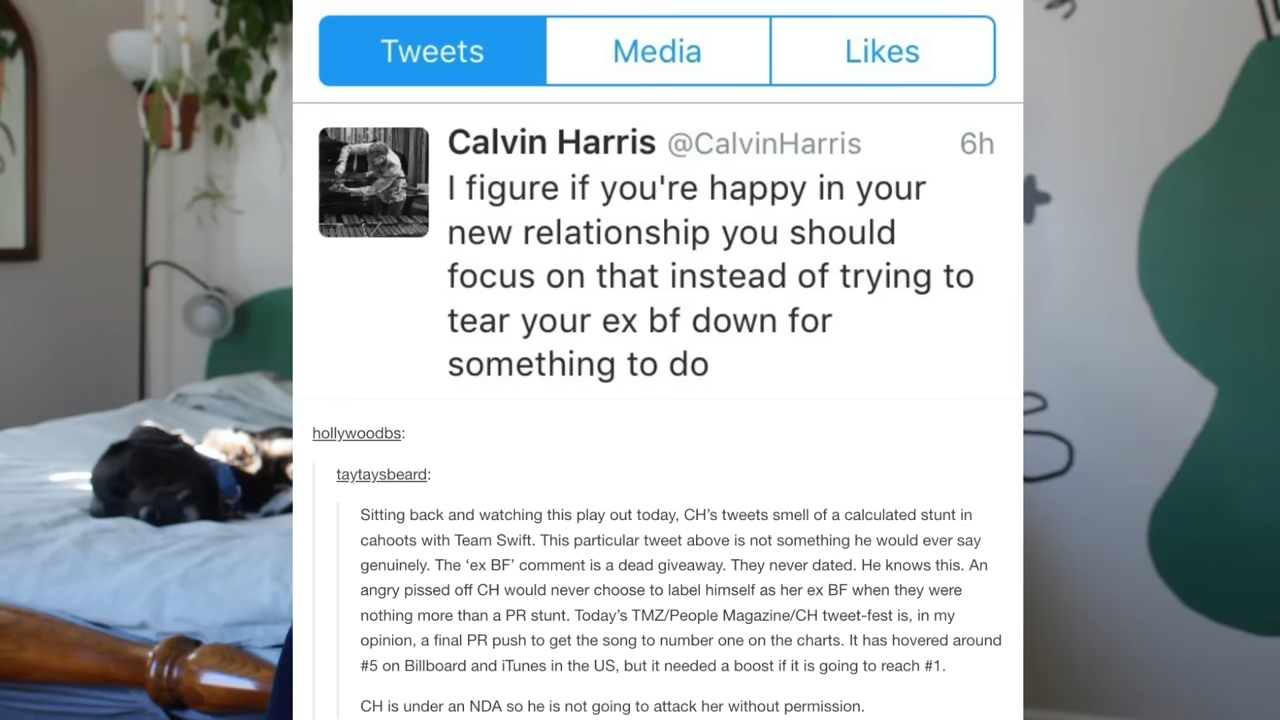 Tweets Media Likes
Calvin Harris @CalvinHarris 6h
I figure if you're happy in your
new relationship you should
focus on that instead of trying to
tear your ex bf down for
something to do
hollywoodbs:
taytaysbeard:
Sitting back and watching this play out today, CH’s tweets smell of a calculated stunt in
cahoots with Team Swift. This particular tweet above is not something he would ever say
genuinely. The ‘ex BF’ comment is a dead giveaway. They never dated. He knows this. An
angry pissed off CH would never choose to label himself as her ex BF when they were
nothing more than a PR stunt. Today’s TMZ/People Magazine/CH tweet-fest is, in my
opinion, a final PR push to get the song to number one on the charts. It has hovered around
#5 on Billboard and iTunes in the US, but it needed a boost if it is going to reach #1.
CH is under an NDA so he is not going to attack her without permission.